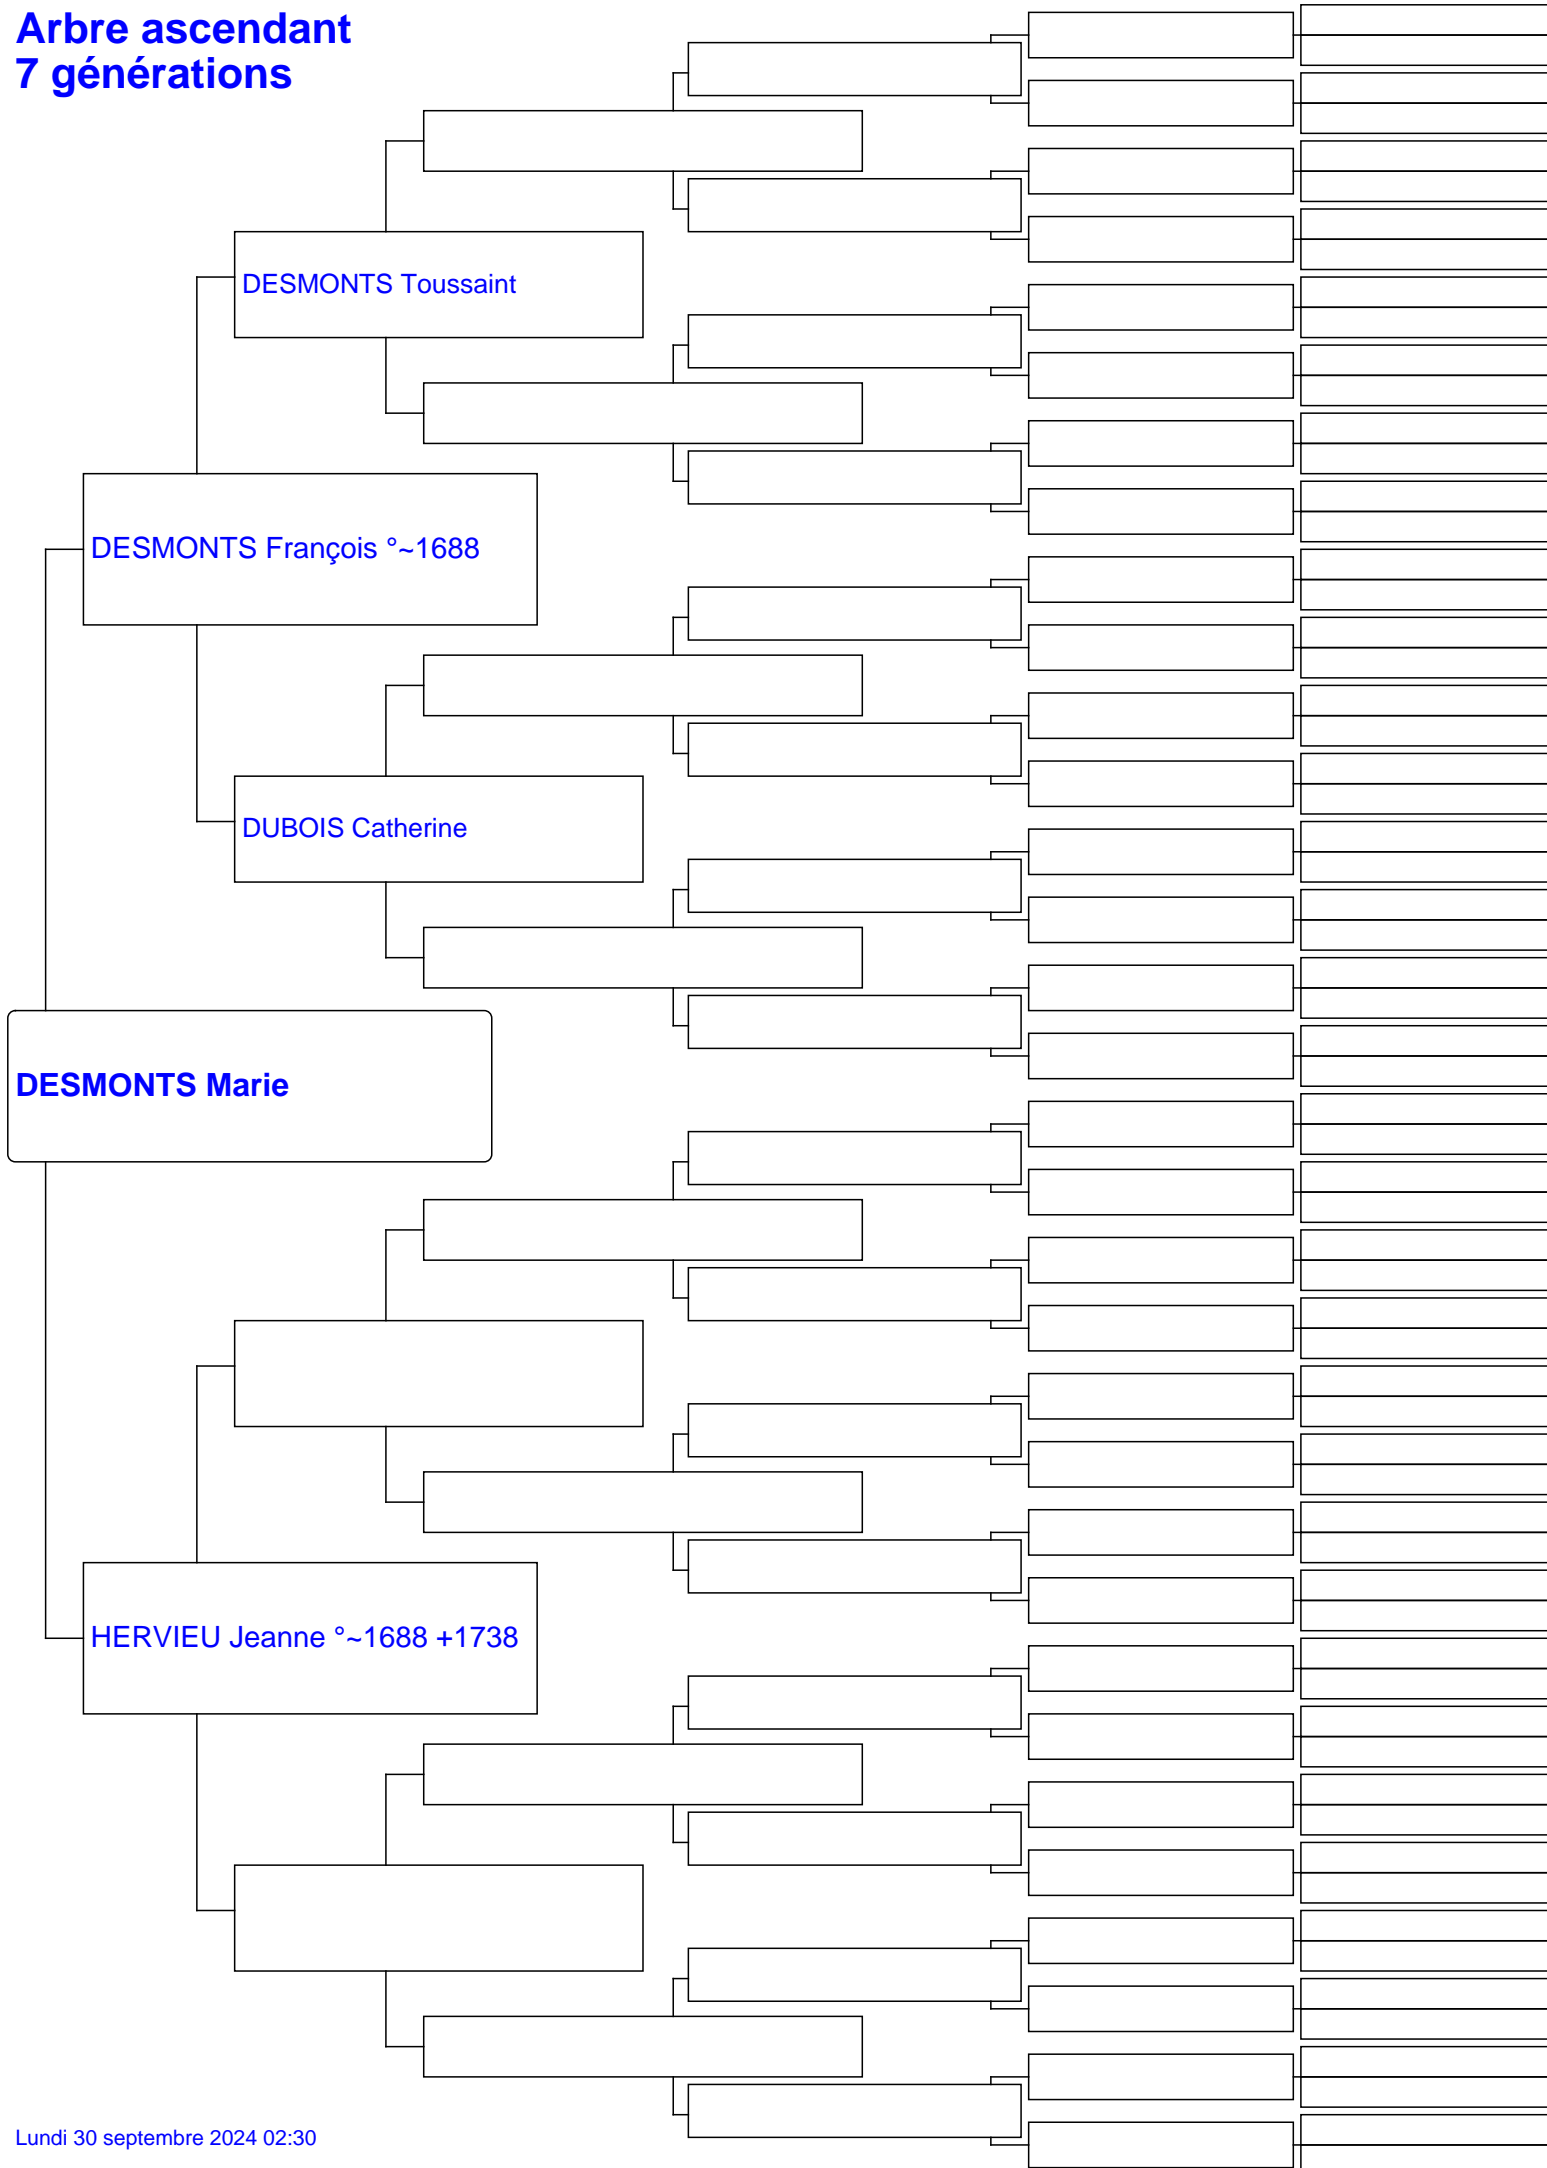 Arbre ascendant
7 générations
DESMONTS Toussaint
DESMONTS François °~1688
DUBOIS Catherine
DESMONTS Marie
HERVIEU Jeanne °~1688 +1738
Lundi 30 septembre 2024 02:30